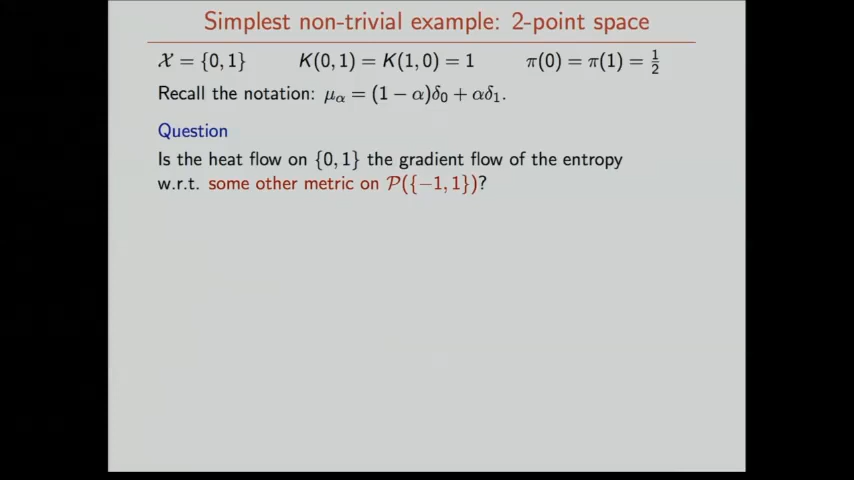 Simplest non-trivial example: 2-point space
𝒳 = {0, 1} K(0, 1) = K(1, 0) = 1 π(0) = π(1) = 1/2
Recall the notation: μ_α = (1 − α)δ₀ + αδ₁.
Question
Is the heat flow on {0, 1} the gradient flow of the entropy
w.r.t. some other metric on 𝒫({−1, 1})?